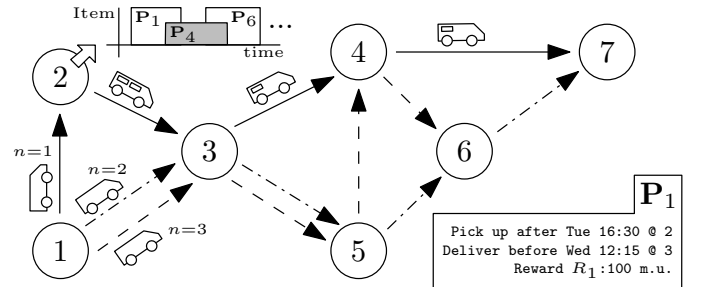 Item
P1
P6
...
P4
time
4
7
2
n=1
3
n=2
6
n=3
1
5
P1
Pick up after Tue 16:30 @ 2
Deliver before Wed 12:15 @ 3
Reward R1:100 m.u.